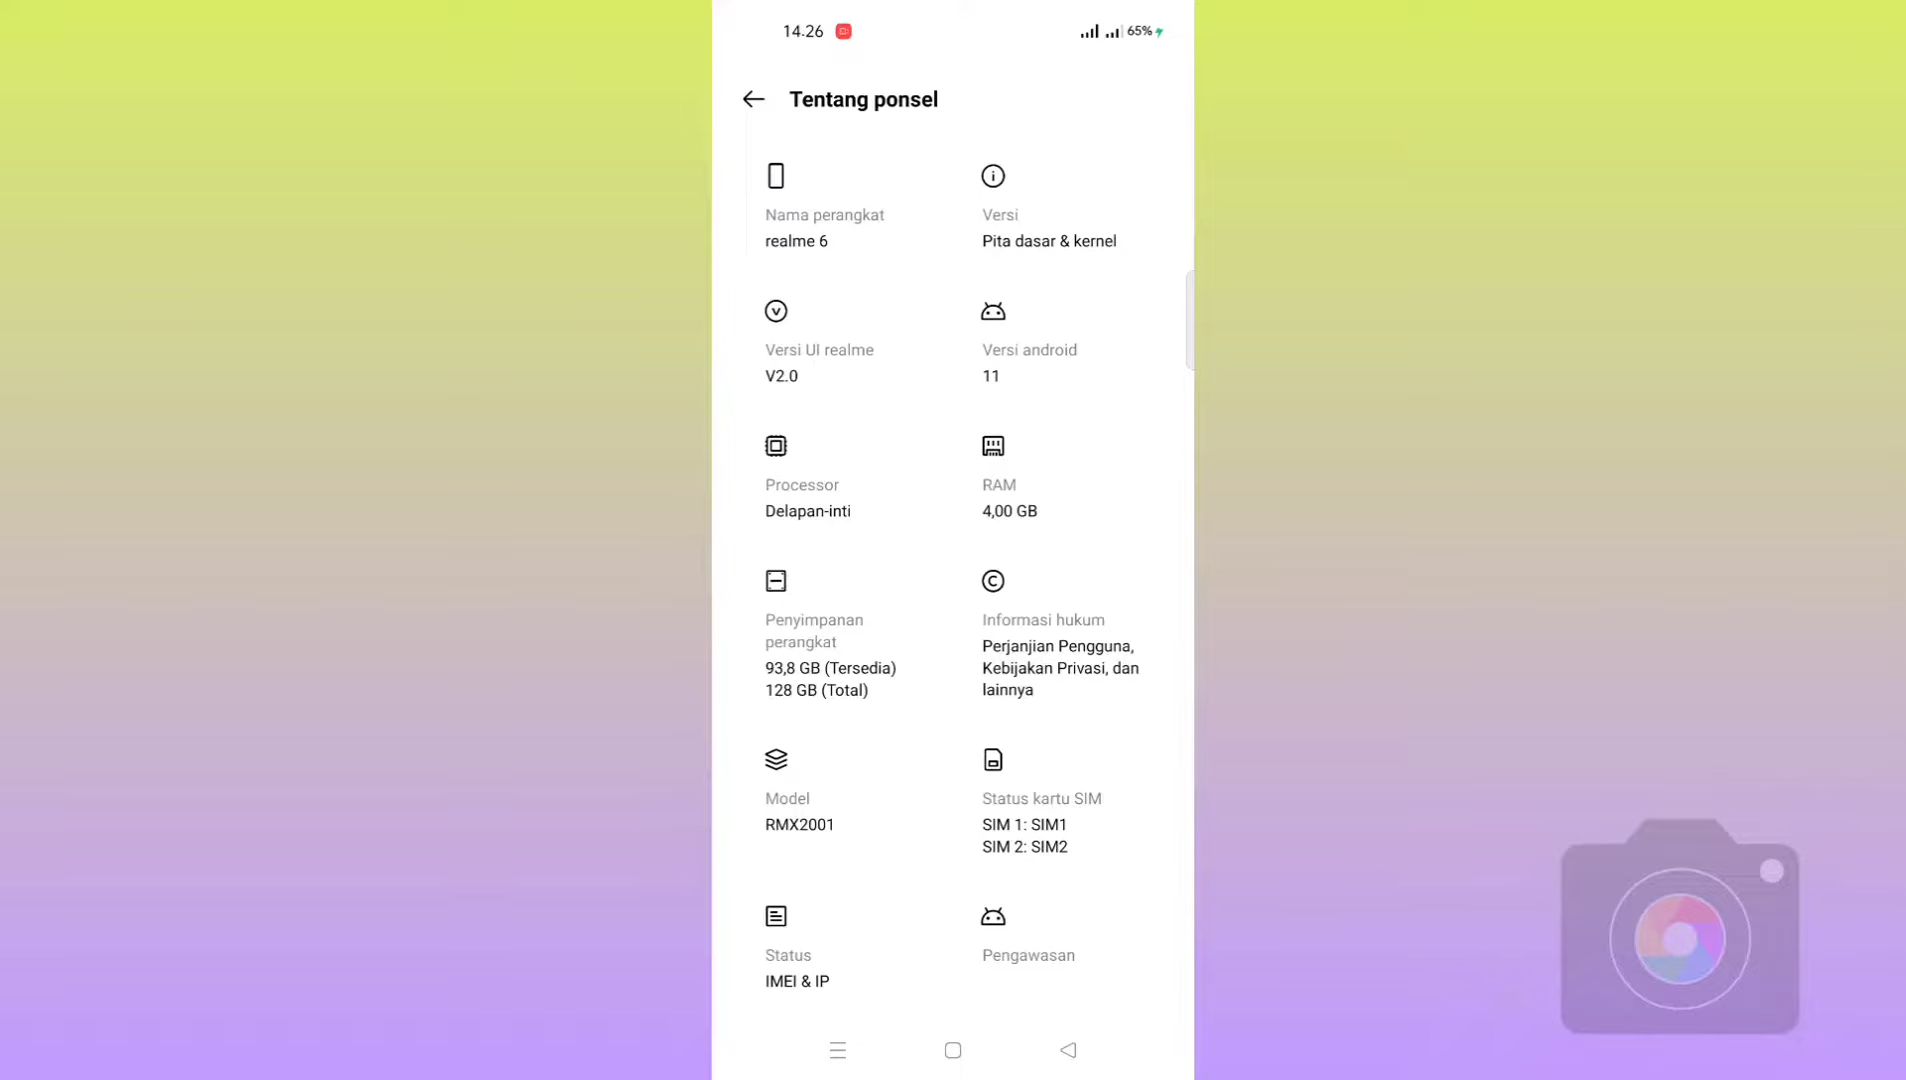 14.26
65%
Tentang ponsel
Nama perangkat
realme 6
Versi
Pita dasar & kernel
Versi UI realme
V2.0
Versi android
11
Processor
Delapan-inti
RAM
4,00 GB
Penyimpanan
perangkat
93,8 GB (Tersedia)
128 GB (Total)
Informasi hukum
Perjanjian Pengguna,
Kebijakan Privasi, dan
lainnya
Model
RMX2001
Status kartu SIM
SIM 1: SIM1
SIM 2: SIM2
Status
IMEI & IP
Pengawasan